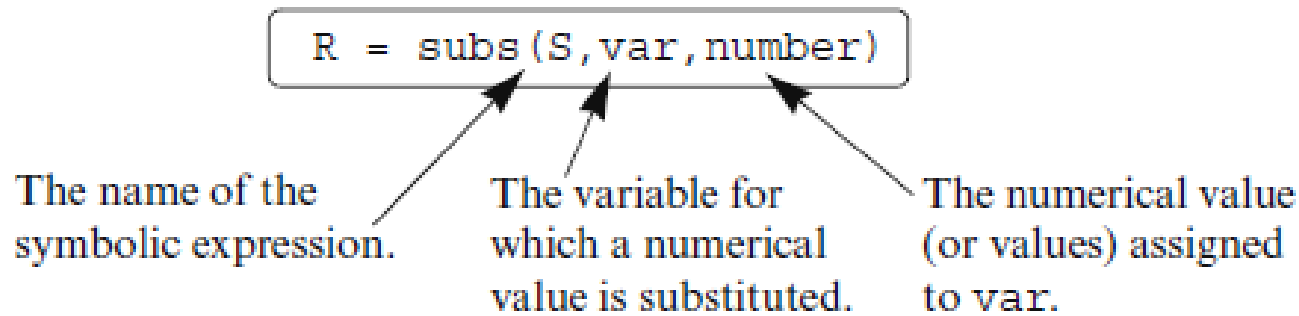 R = subs(S,var,number)
The name of the
symbolic expression.
The variable for
which a numerical
value is substituted.
The numerical value
(or values) assigned
to var.